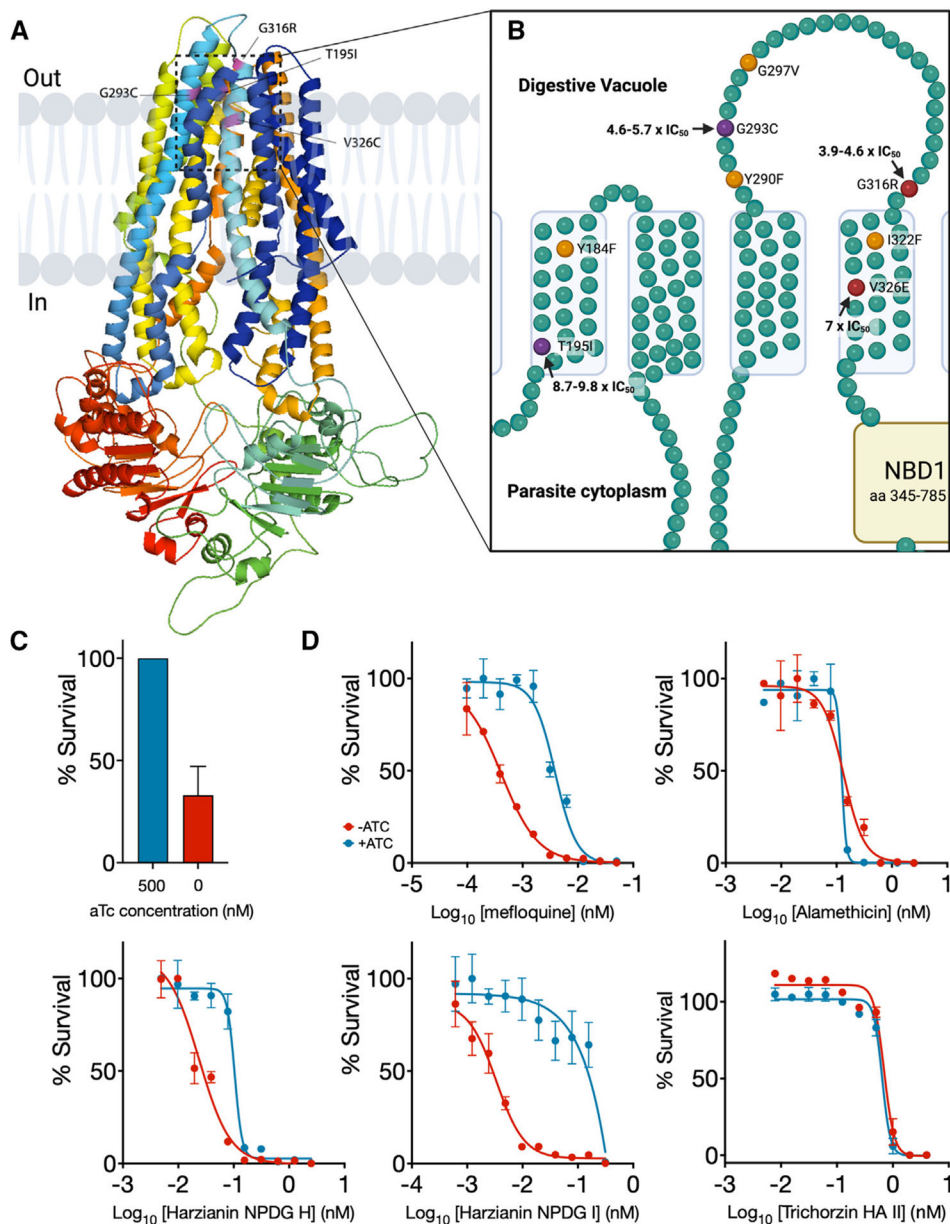 A
G316R
T195I
Out
G293C
V326C
In
B
Digestive Vacuole
G297V
4.6-5.7 x IC50
G293C
3.9-4.6 x IC50
Y290F
G316R
Y184F
I322F
V326E
T195I
7 x IC50
8.7-9.8 x IC50
Parasite cytoplasm
NBD1
aa 345-785
C
% Survival
100
50
0
500
0
aTc concentration (nM)
D
% Survival
100
50
0
-ATC
+ATC
-5
-4
-3
-2
-1
Log10 [mefloquine] (nM)
% Survival
100
50
0
-3
-2
-1
0
1
Log10 [Alamethicin] (nM)
% Survival
100
50
0
-3
-2
-1
0
1
Log10 [Harzianin NPDG H] (nM)
% Survival
100
50
0
-4
-3
-2
-1
0
Log10 [Harzianin NPDG I] (nM)
% Survival
100
50
0
-3
-2
-1
0
1
Log10 [Trichorzin HA II] (nM)